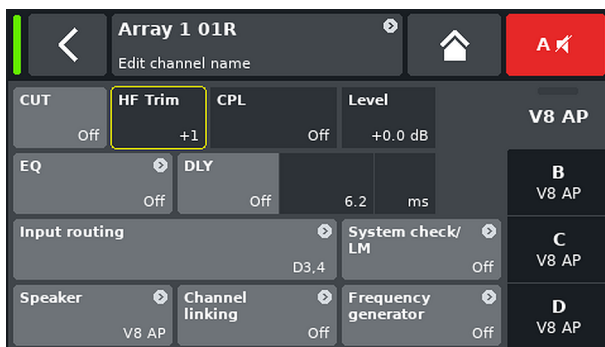 Array 1 01R
Edit channel name
A
CUT
Off
HF Trim
+1
CPL
Off
Level
+0.0 dB
V8 AP
EQ
Off
DLY
Off
6.2
ms
B
V8 AP
Input routing
D3,4
System check/
LM
Off
C
V8 AP
Speaker
V8 AP
Channel
linking
Off
Frequency
generator
Off
D
V8 AP